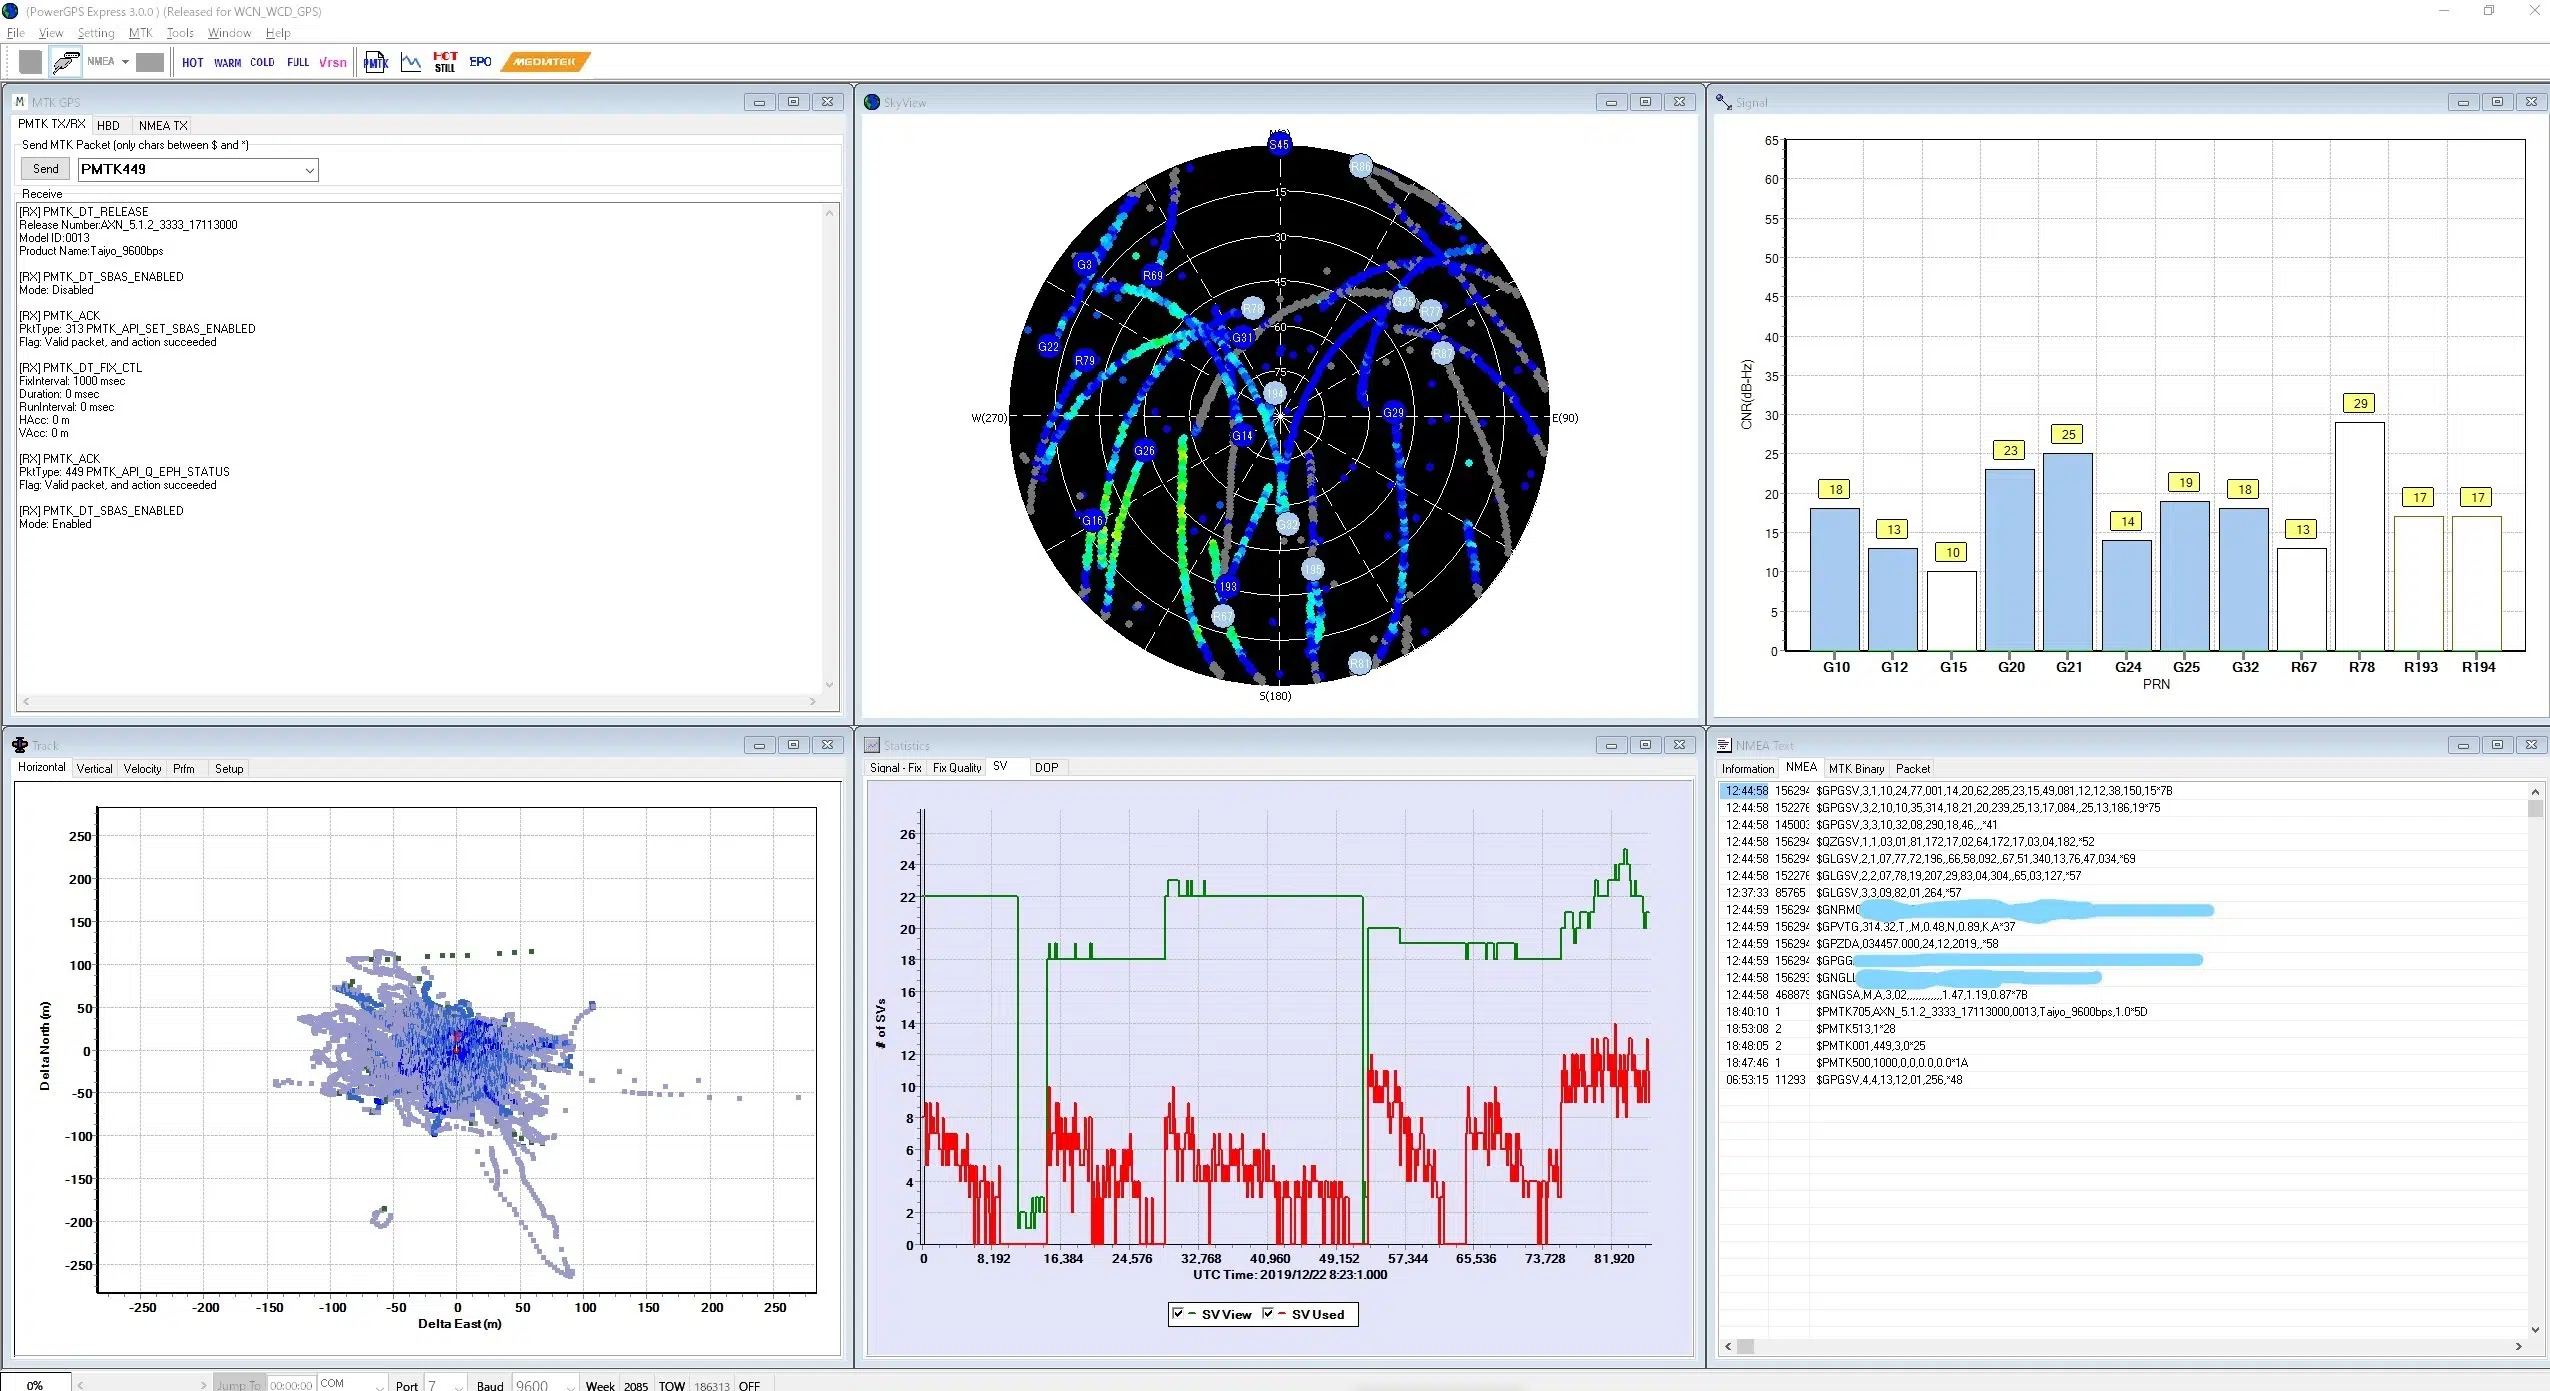 (PowerGPS Express 3.0.0 ) (Released for WCN_WCD_GPS)
File View Setting MTK Tools Window Help
NMEA HOT WARM COLD FULL Vrsn PMTK HOT STILL EPO MEDIATEK
MTK GPS
PMTK TX/RX HBD NMEA TX
Send MTK Packet (only chars between $ and *)
Send PMTK449
Receive
[RX] PMTK_DT_RELEASE
Release Number:AXN_5.1.2_3333_17113000
Model ID:0013
Product Name:Taiyo_9600bps
[RX] PMTK_DT_SBAS_ENABLED
Mode: Disabled
[RX] PMTK_ACK
PktType: 313 PMTK_API_SET_SBAS_ENABLED
Flag: Valid packet, and action succeeded
[RX] PMTK_DT_FIX_CTL
FixInterval: 1000 msec
Duration: 0 msec
RunInterval: 0 msec
HAcc: 0 m
VAcc: 0 m
[RX] PMTK_ACK
PktType: 449 PMTK_API_Q_EPH_STATUS
Flag: Valid packet, and action succeeded
[RX] PMTK_DT_SBAS_ENABLED
Mode: Enabled
SkyView
S45
R86
15
30
G3
R69
45
G25
R78
R77
60
G31
G22
R79
R87
75
194
W(270)
G29
E(90)
G14
G26
G16
G32
195
193
R67
R81
S(180)
Signal
CNR(dB-Hz)
65
60
55
50
45
40
35
30
25
20
15
10
5
0
18 13 10 23 25 14 19 18 13 29 17 17
G10 G12 G15 G20 G21 G24 G25 G32 R67 R78 R193 R194
PRN
Track
Horizontal Vertical Velocity Prfm Setup
Delta North (m)
250
200
150
100
50
0
-50
-100
-150
-200
-250
-250 -200 -150 -100 -50 0 50 100 150 200 250
Delta East (m)
Statistics
Signal - Fix Fix Quality SV DOP
# of SVs
26
24
22
20
18
16
14
12
10
8
6
4
2
0
0 8,192 16,384 24,576 32,768 40,960 49,152 57,344 65,536 73,728 81,920
UTC Time: 2019/12/22 8:23:1.000
SV View SV Used
NMEA Text
Information NMEA MTK Binary Packet
12:44:58 156294 $GPGSV,3,1,10,24,77,001,14,20,62,285,23,15,49,081,12,12,38,150,15*7B
12:44:58 152276 $GPGSV,3,2,10,10,35,314,18,21,20,239,25,13,17,084,,25,13,186,19*75
12:44:58 145003 $GPGSV,3,3,10,32,08,290,18,46,,,*41
12:44:58 156294 $QZGSV,1,1,03,01,81,172,17,02,64,172,17,03,04,182,*52
12:44:58 156294 $GLGSV,2,1,07,77,72,196,,66,58,092,,67,51,340,13,76,47,034,*69
12:44:58 152276 $GLGSV,2,2,07,78,19,207,29,83,04,304,,65,03,127,*57
12:37:33 85765 $GLGSV,3,3,09,82,01,264,*57
12:44:59 156294 $GNRMC
12:44:59 156294 $GPVTG,314.32,T,,M,0.48,N,0.89,K,A*37
12:44:59 156294 $GPZDA,034457.000,24,12,2019,,*58
12:44:59 156294 $GPGG
12:44:58 156293 $GNGLL
12:44:58 468879 $GNGSA,M,A,3,02,,,,,,,,,,,,1.47,1.19,0.87*7B
18:40:10 1 $PMTK705,AXN_5.1.2_3333_17113000,0013,Taiyo_9600bps,1.0*5D
18:53:08 2 $PMTK513,1*28
18:48:05 2 $PMTK001,449,3,0*25
18:47:46 1 $PMTK500,1000,0,0,0.0,0.0*1A
06:53:15 11293 $GPGSV,4,4,13,12,01,256,*48
0% Jump To 00:00:00 COM Port 7 Baud 9600 Week 2085 TOW 186313 OFF